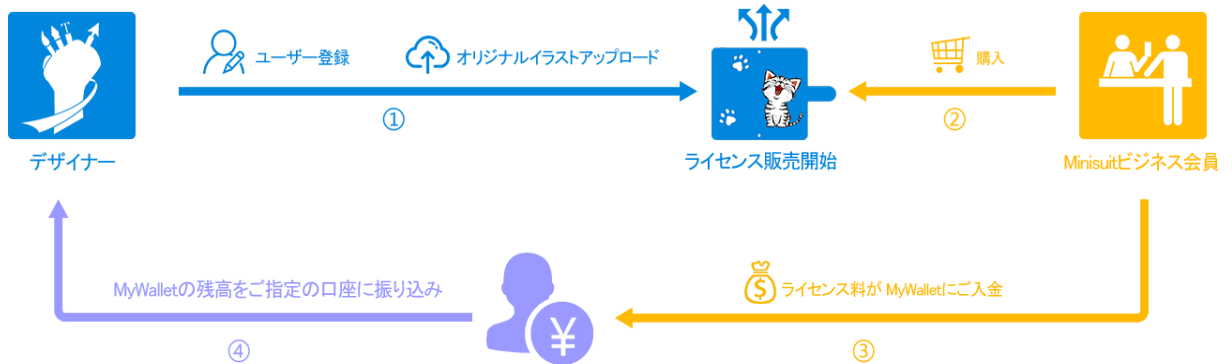 ユーザー登録
オリジナルイラストアップロード
購入
①
②
デザイナー
ライセンス販売開始
Minisuitビジネス会員
MyWalletの残高をご指定の口座に振り込み
$
ライセンス料が MyWalletにご入金
¥
④
③